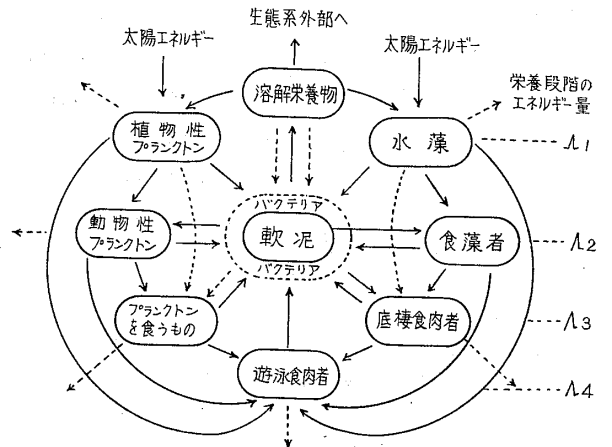 生態系外部へ
太陽エネルギー
太陽エネルギー
溶解栄養物
栄養段階の
エネルギー量
植物性
プランクトン
水藻
Λ1
バクテリア
動物性
プランクトン
軟泥
食藻者
Λ2
バクテリア
プランクトン
を食うもの
底棲食肉者
Λ3
遊泳食肉者
Λ4